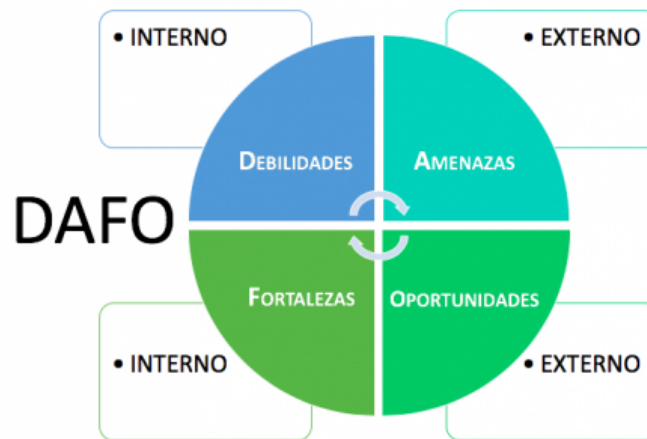 • INTERNO
• EXTERNO
DEBILIDADES
AMENAZAS
DAFO
FORTALEZAS
OPORTUNIDADES
• INTERNO
• EXTERNO